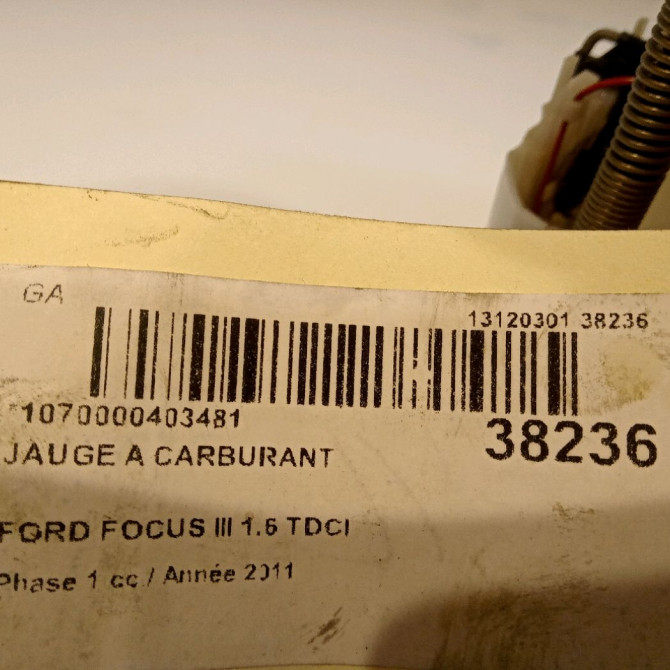 GA
13120301 38236
*1070000403481
38236
JAUGE A CARBURANT
FORD FOCUS III 1.6 TDCI
Phase 1 cc / Année 2011